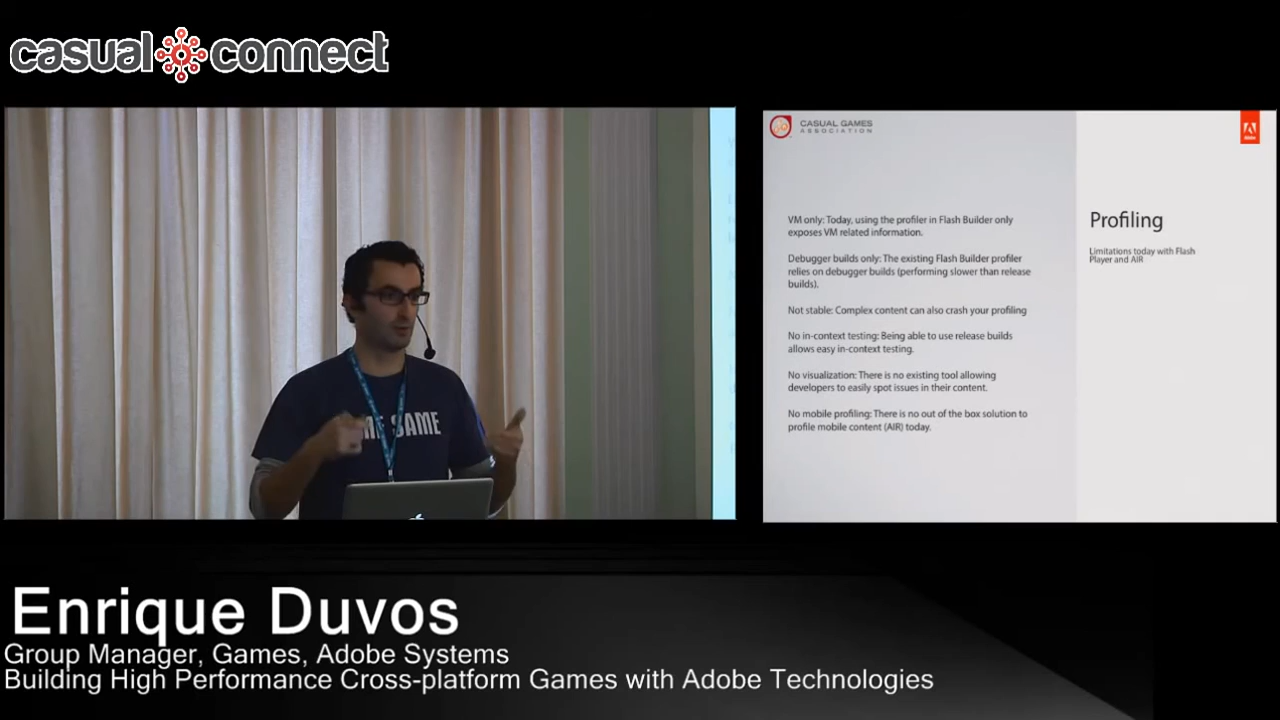 casual connect
CASUAL GAMES
ASSOCIATION
Adobe
VM only: Today, using the profiler in Flash Builder only
exposes VM related information.
Debugger builds only: The existing Flash Builder profiler
relies on debugger builds (performing slower than release
builds).
Not stable: Complex content can also crash your profiling
No in-context testing: Being able to use release builds
allows easy in-context testing.
No visualization: There is no existing tool allowing
developers to easily spot issues in their content.
No mobile profiling: There is no out of the box solution to
profile mobile content (AIR) today.
Profiling
Limitations today with Flash
Player and AIR
SAME
Enrique Duvos
Group Manager, Games, Adobe Systems
Building High Performance Cross-platform Games with Adobe Technologies